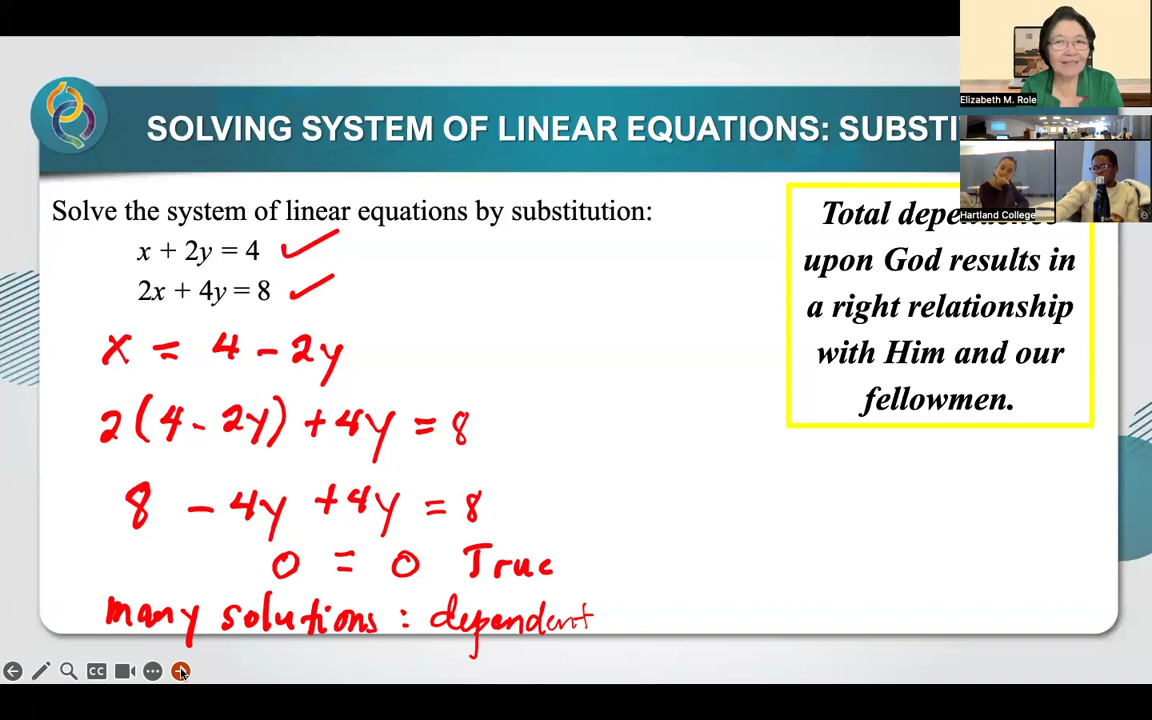 Elizabeth M. Role
Hartland College
SOLVING SYSTEM OF LINEAR EQUATIONS: SUBSTI
Solve the system of linear equations by substitution:
x + 2y = 4
2x + 4y = 8
x = 4 - 2y
2(4 - 2y) + 4y = 8
8 - 4y + 4y = 8
0 = 0 True
many solutions : dependent
Total dependence
upon God results in
a right relationship
with Him and our
fellowmen.
CC